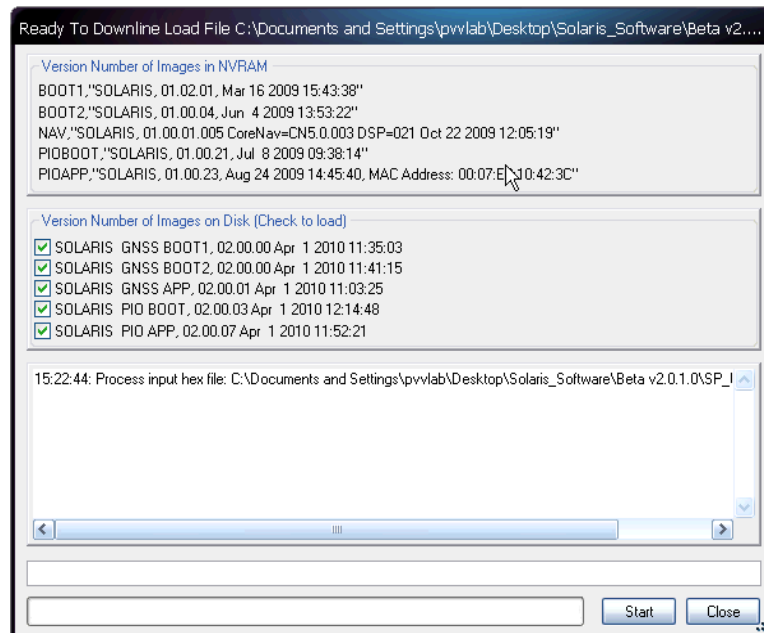 Ready To Downline Load File C:\Documents and Settings\pvvlab\Desktop\Solaris_Software\Beta v2....
Version Number of Images in NVRAM
BOOT1,"SOLARIS, 01.02.01, Mar 16 2009 15:43:38"
BOOT2,"SOLARIS, 01.00.04, Jun 4 2009 13:53:22"
NAV,"SOLARIS, 01.00.01.005 CoreNav=CN5.0.003 DSP=021 Oct 22 2009 12:05:19"
PIOBOOT,"SOLARIS, 01.00.21, Jul 8 2009 09:38:14"
PIOAPP,"SOLARIS, 01.00.23, Aug 24 2009 14:45:40, MAC Address: 00:07:E 10:42:3C"
Version Number of Images on Disk (Check to load)
SOLARIS GNSS BOOT1, 02.00.00 Apr 1 2010 11:35:03
SOLARIS GNSS BOOT2, 02.00.00 Apr 1 2010 11:41:15
SOLARIS GNSS APP, 02.00.01 Apr 1 2010 11:03:25
SOLARIS PIO BOOT, 02.00.03 Apr 1 2010 12:14:48
SOLARIS PIO APP, 02.00.07 Apr 1 2010 11:52:21
15:22:44: Process input hex file: C:\Documents and Settings\pvvlab\Desktop\Solaris_Software\Beta v2.0.1.0\SP_
Start Close